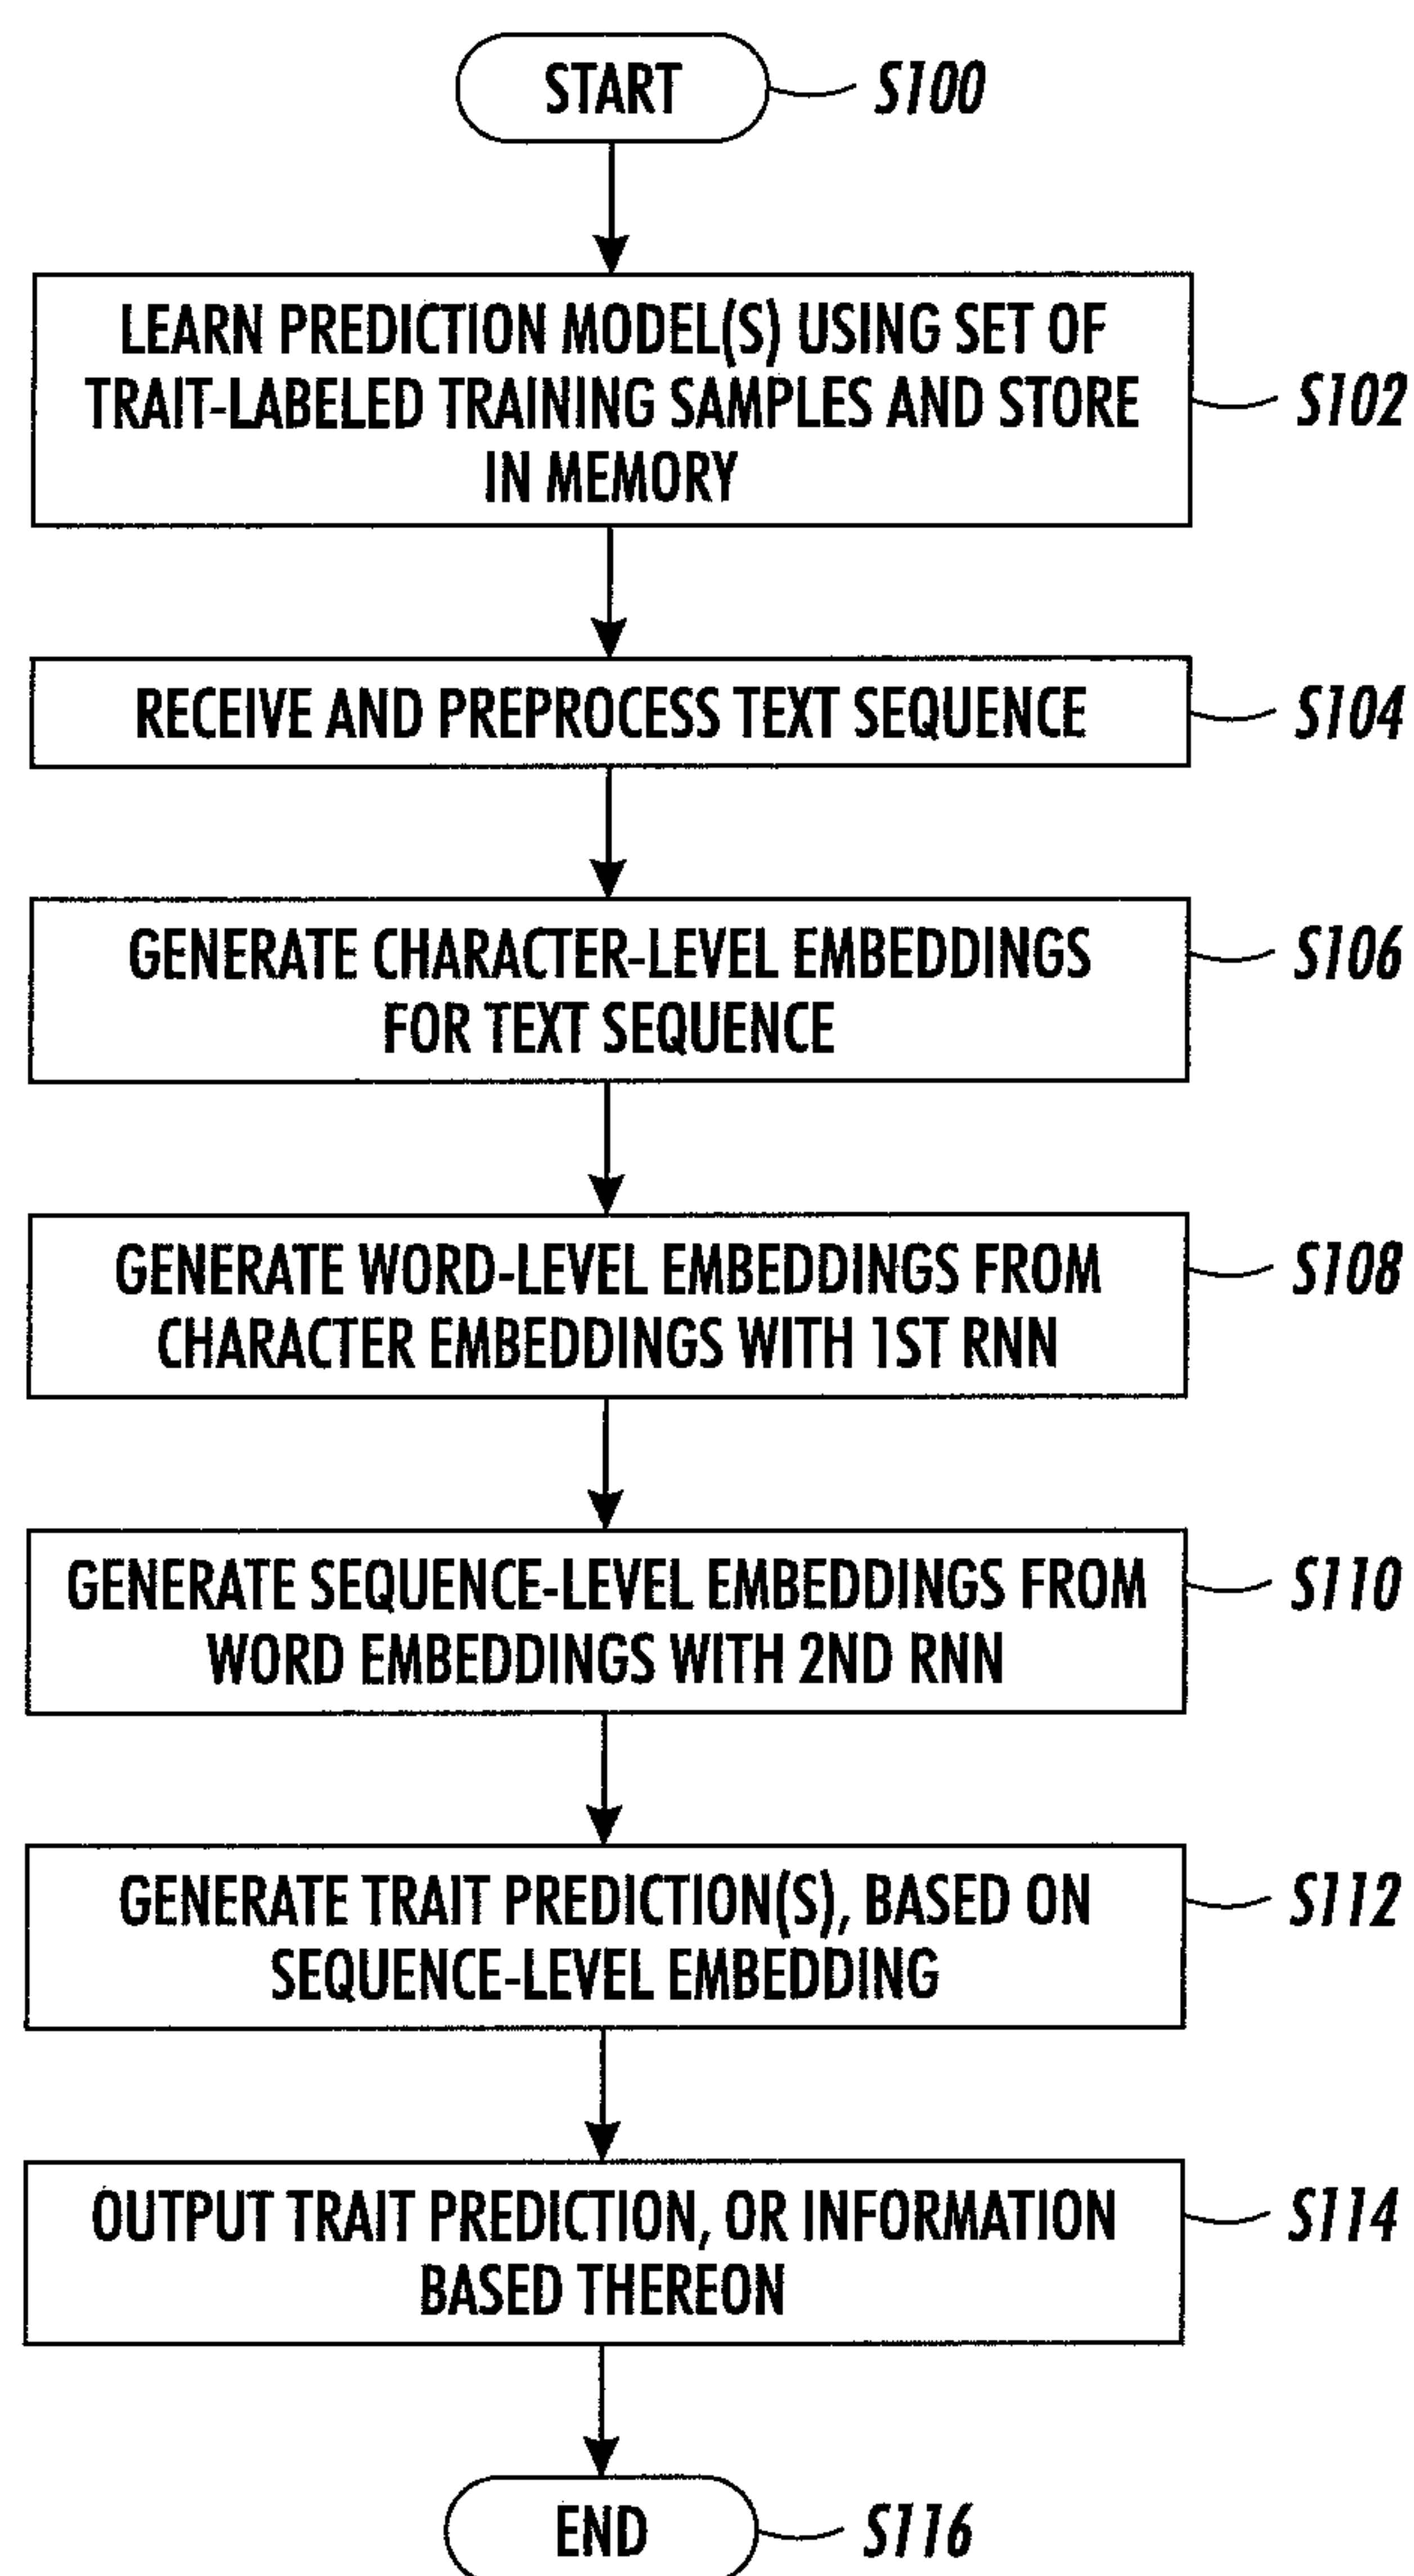 START
S100
LEARN PREDICTION MODEL(S) USING SET OF
TRAIT-LABELED TRAINING SAMPLES AND STORE
IN MEMORY
S102
RECEIVE AND PREPROCESS TEXT SEQUENCE
S104
GENERATE CHARACTER-LEVEL EMBEDDINGS
FOR TEXT SEQUENCE
S106
GENERATE WORD-LEVEL EMBEDDINGS FROM
CHARACTER EMBEDDINGS WITH 1ST RNN
S108
GENERATE SEQUENCE-LEVEL EMBEDDINGS FROM
WORD EMBEDDINGS WITH 2ND RNN
S110
GENERATE TRAIT PREDICTION(S), BASED ON
SEQUENCE-LEVEL EMBEDDING
S112
OUTPUT TRAIT PREDICTION, OR INFORMATION
BASED THEREON
S114
END
S116